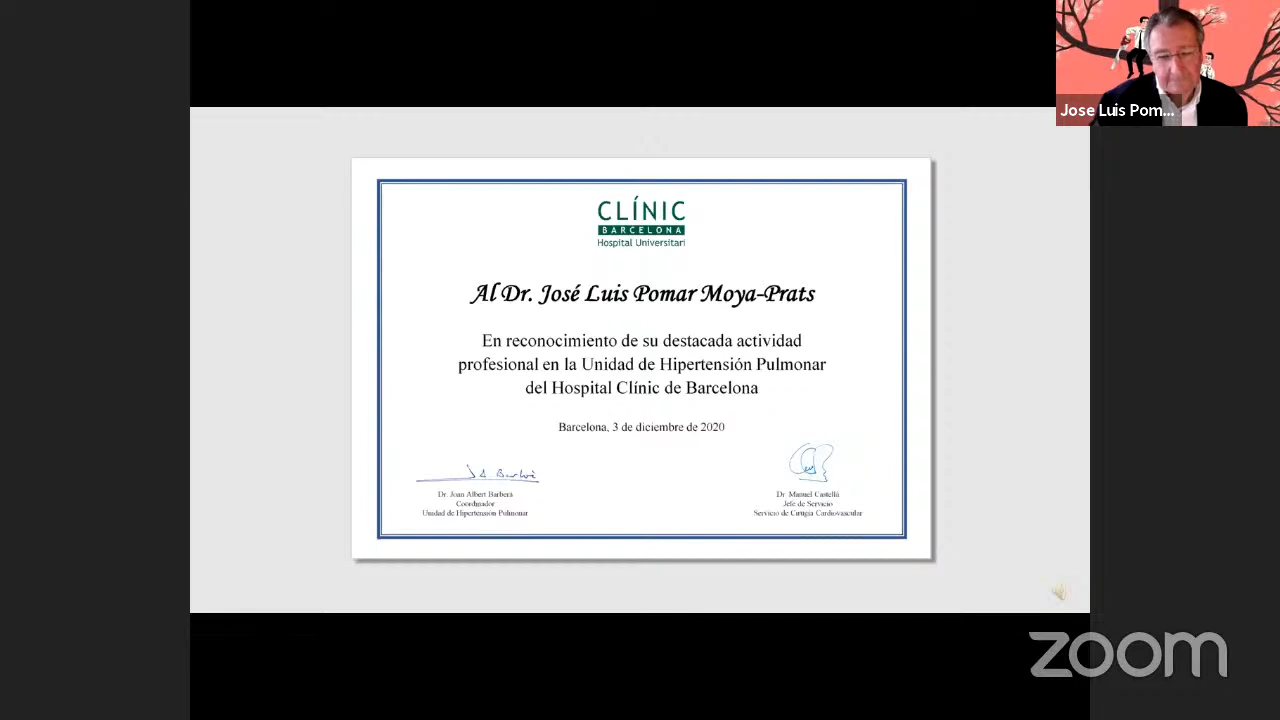 Jose Luis Pom...
CLÍNIC
BARCELONA
Hospital Universitari
Al Dr. José Luis Pomar Moya-Prats
En reconocimiento de su destacada actividad
profesional en la Unidad de Hipertensión Pulmonar
del Hospital Clínic de Barcelona
Barcelona, 3 de diciembre de 2020
Dr. Joan Albert Barberà
Coordinador
Unidad de Hipertensión Pulmonar
Dr. Manuel Castellà
Jefe de Servicio
Servicio de Cirugía Cardiovascular
zoom